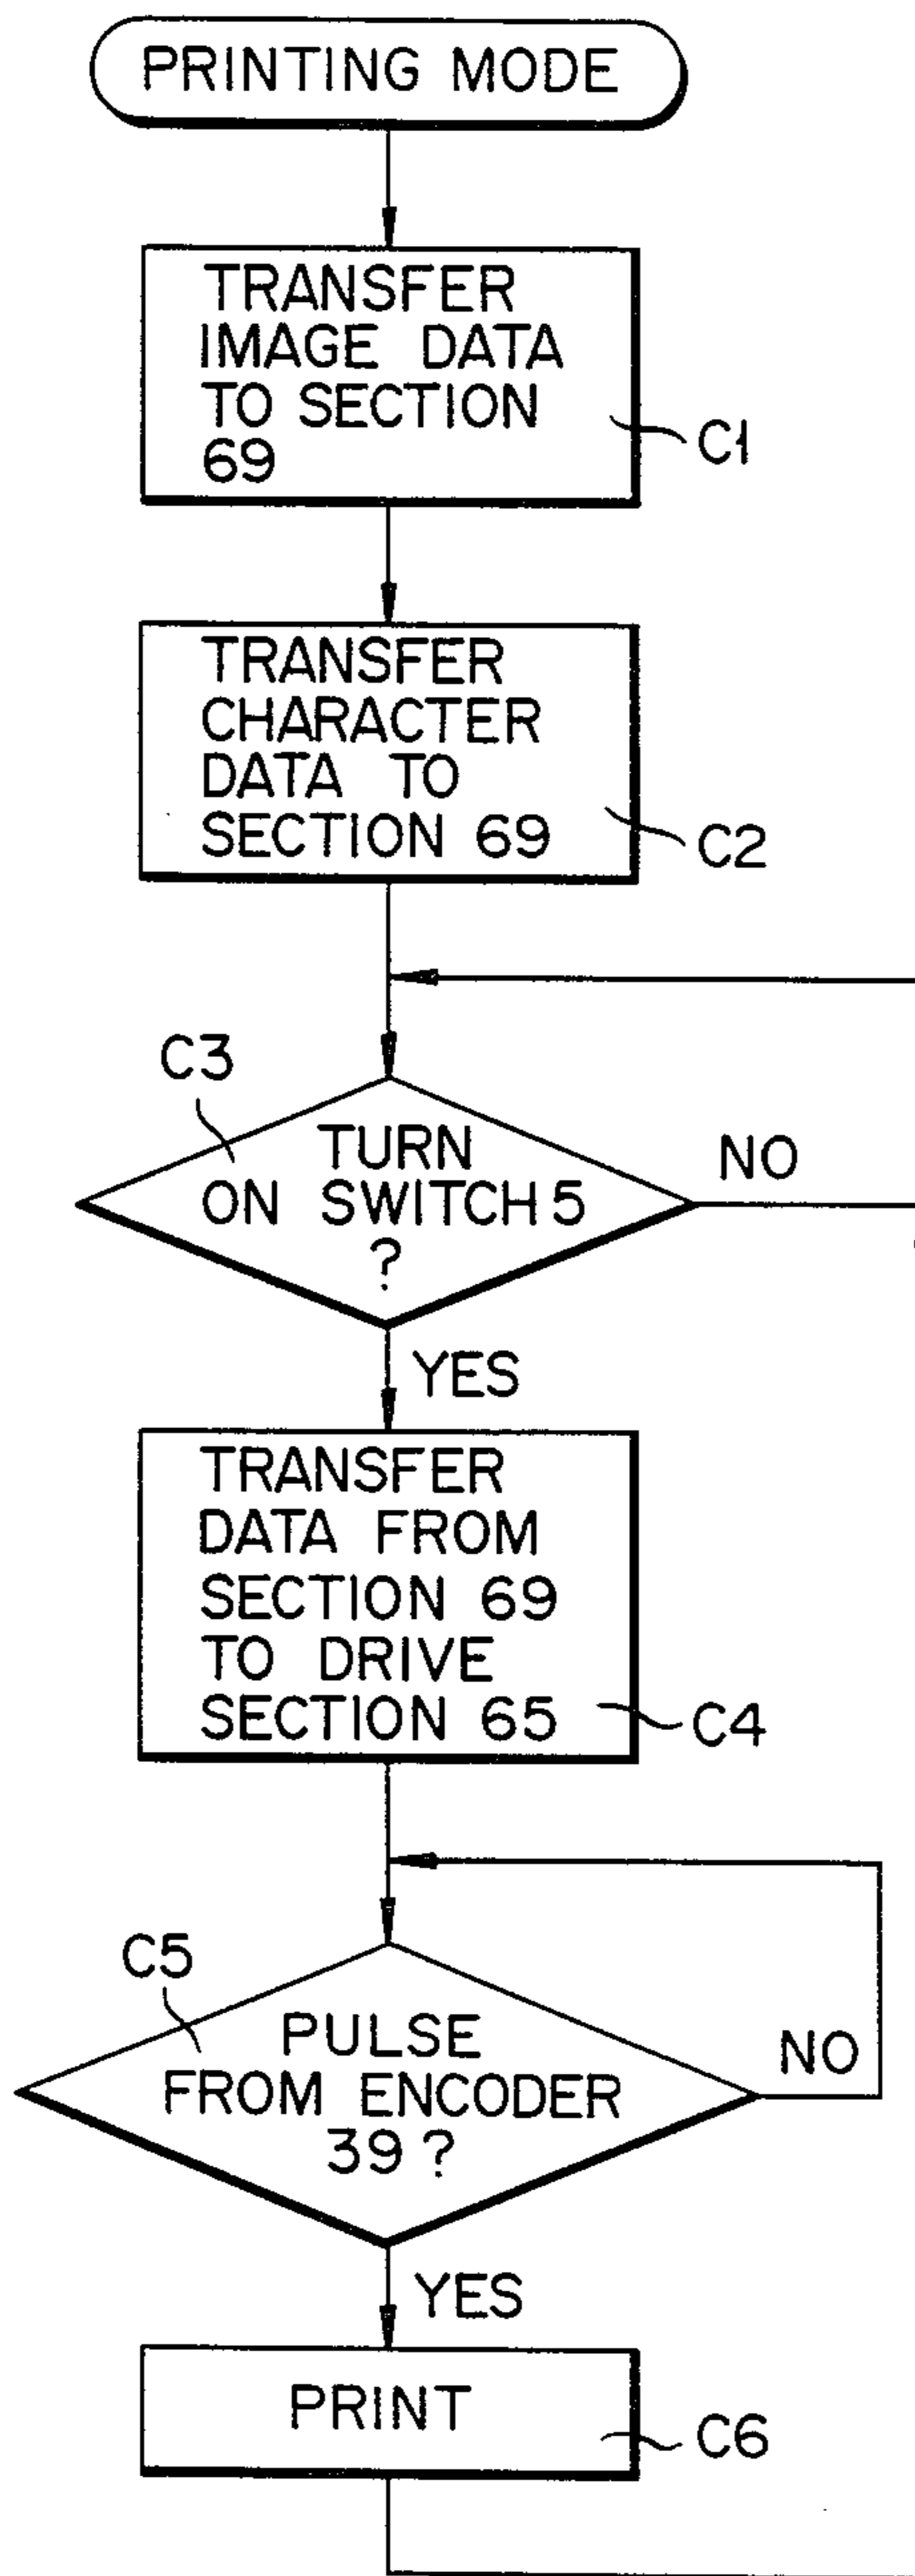 PRINTING MODE
TRANSFER
IMAGE DATA
TO SECTION
69
C1
TRANSFER
CHARACTER
DATA TO
SECTION 69
C2
C3
TURN
ON SWITCH 5
?
NO
YES
TRANSFER
DATA FROM
SECTION 69
TO DRIVE
SECTION 65
C4
C5
PULSE
FROM ENCODER
39 ?
NO
YES
PRINT
C6